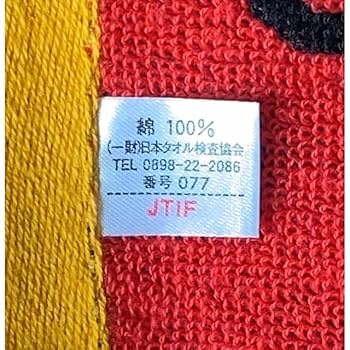 綿 100%
(一財)日本タオル検査協会
TEL 0898-22-2086
番号 077
JTIF